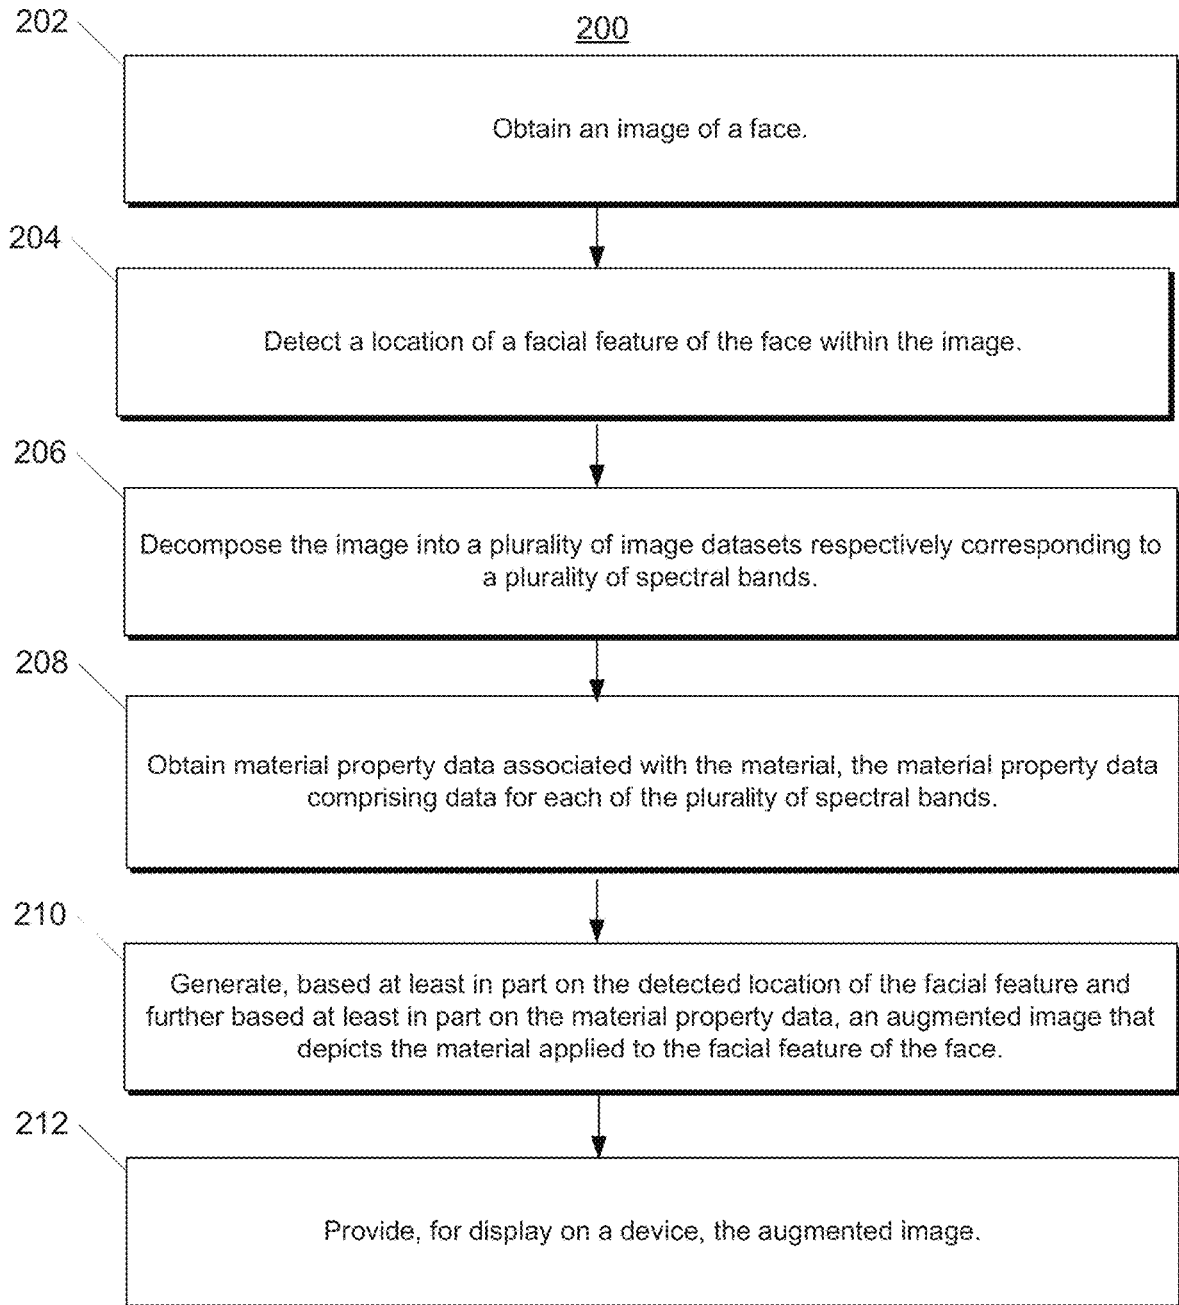 202
200
Obtain an image of a face.
204
Detect a location of a facial feature of the face within the image.
206
Decompose the image into a plurality of image datasets respectively corresponding to
a plurality of spectral bands.
208
Obtain material property data associated with the material, the material property data
comprising data for each of the plurality of spectral bands.
210
Generate, based at least in part on the detected location of the facial feature and
further based at least in part on the material property data, an augmented image that
depicts the material applied to the facial feature of the face.
212
Provide, for display on a device, the augmented image.